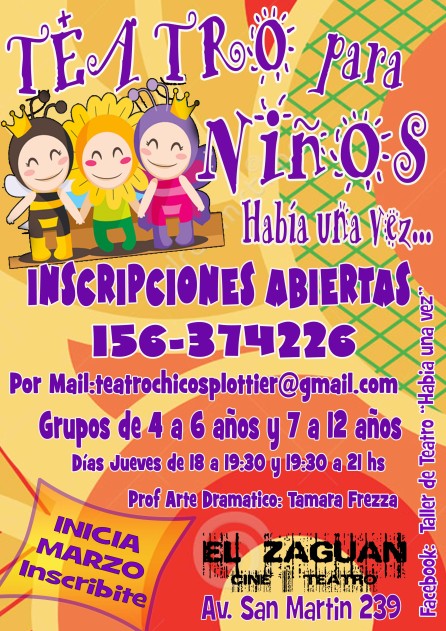 TEATRO para
Niños
Había una vez...
INSCRIPCIONES ABIERTAS
156-374226
Por Mail:teatrochicosplottier@gmail.com
Grupos de 4 a 6 años y 7 a 12 años
Días Jueves de 18 a 19:30 y 19:30 a 21 hs
Prof Arte Dramatico: Tamara Frezza
INICIA
MARZO
Inscribite
EL ZAGUAN
CINE TEATRO
Av. San Martin 239
Facebook: Taller de Teatro "Habia una vez"